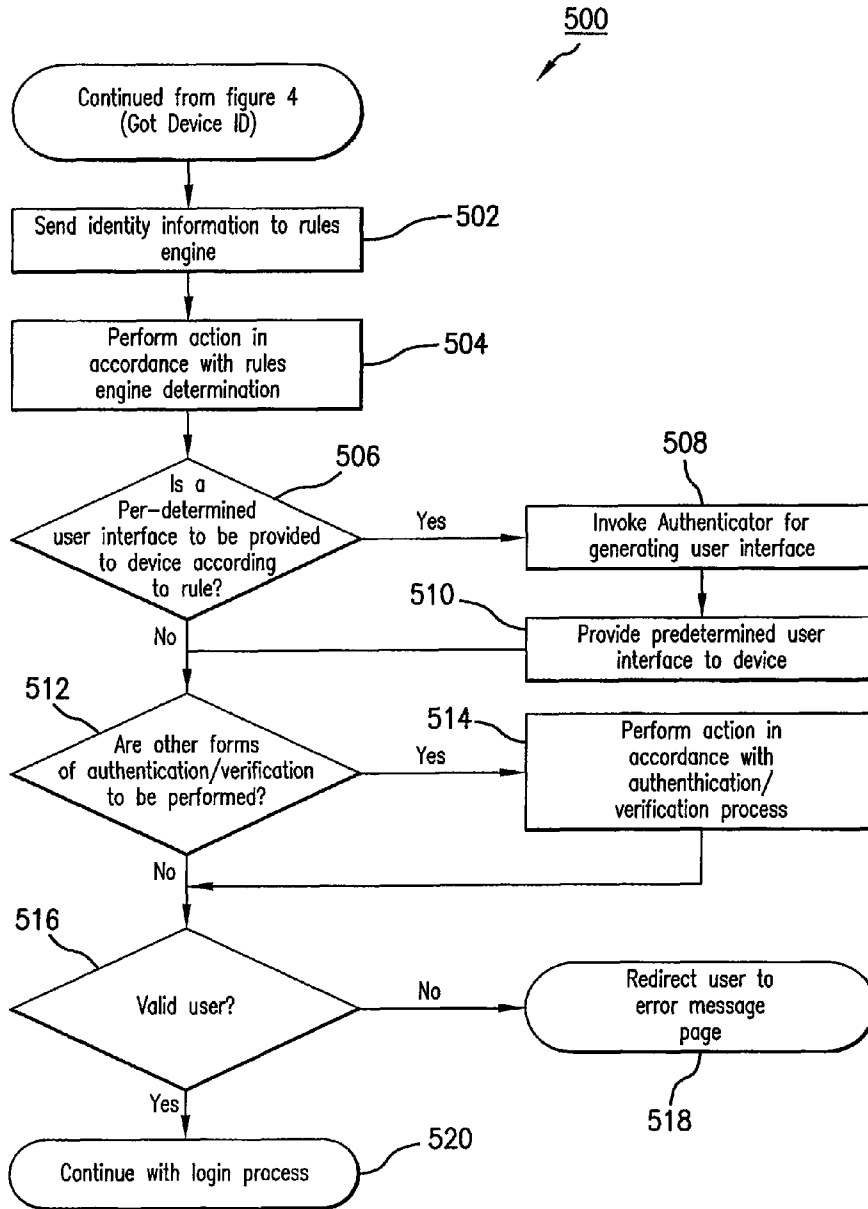 500
Continued from figure 4
(Got Device ID)
Send identity information to rules
engine
502
Perform action in
accordance with rules
engine determination
504
506
Is a
Per-determined
user interface to be provided
to device according
to rule?
Yes
No
508
Invoke Authenticator for
generating user interface
510
Provide predetermined user
interface to device
512
Are other forms
of authentication/verification
to be performed?
Yes
No
514
Perform action in
accordance with
authenthication/
verification process
516
Valid user?
No
Yes
Redirect user to
error message
page
518
Continue with login process
520